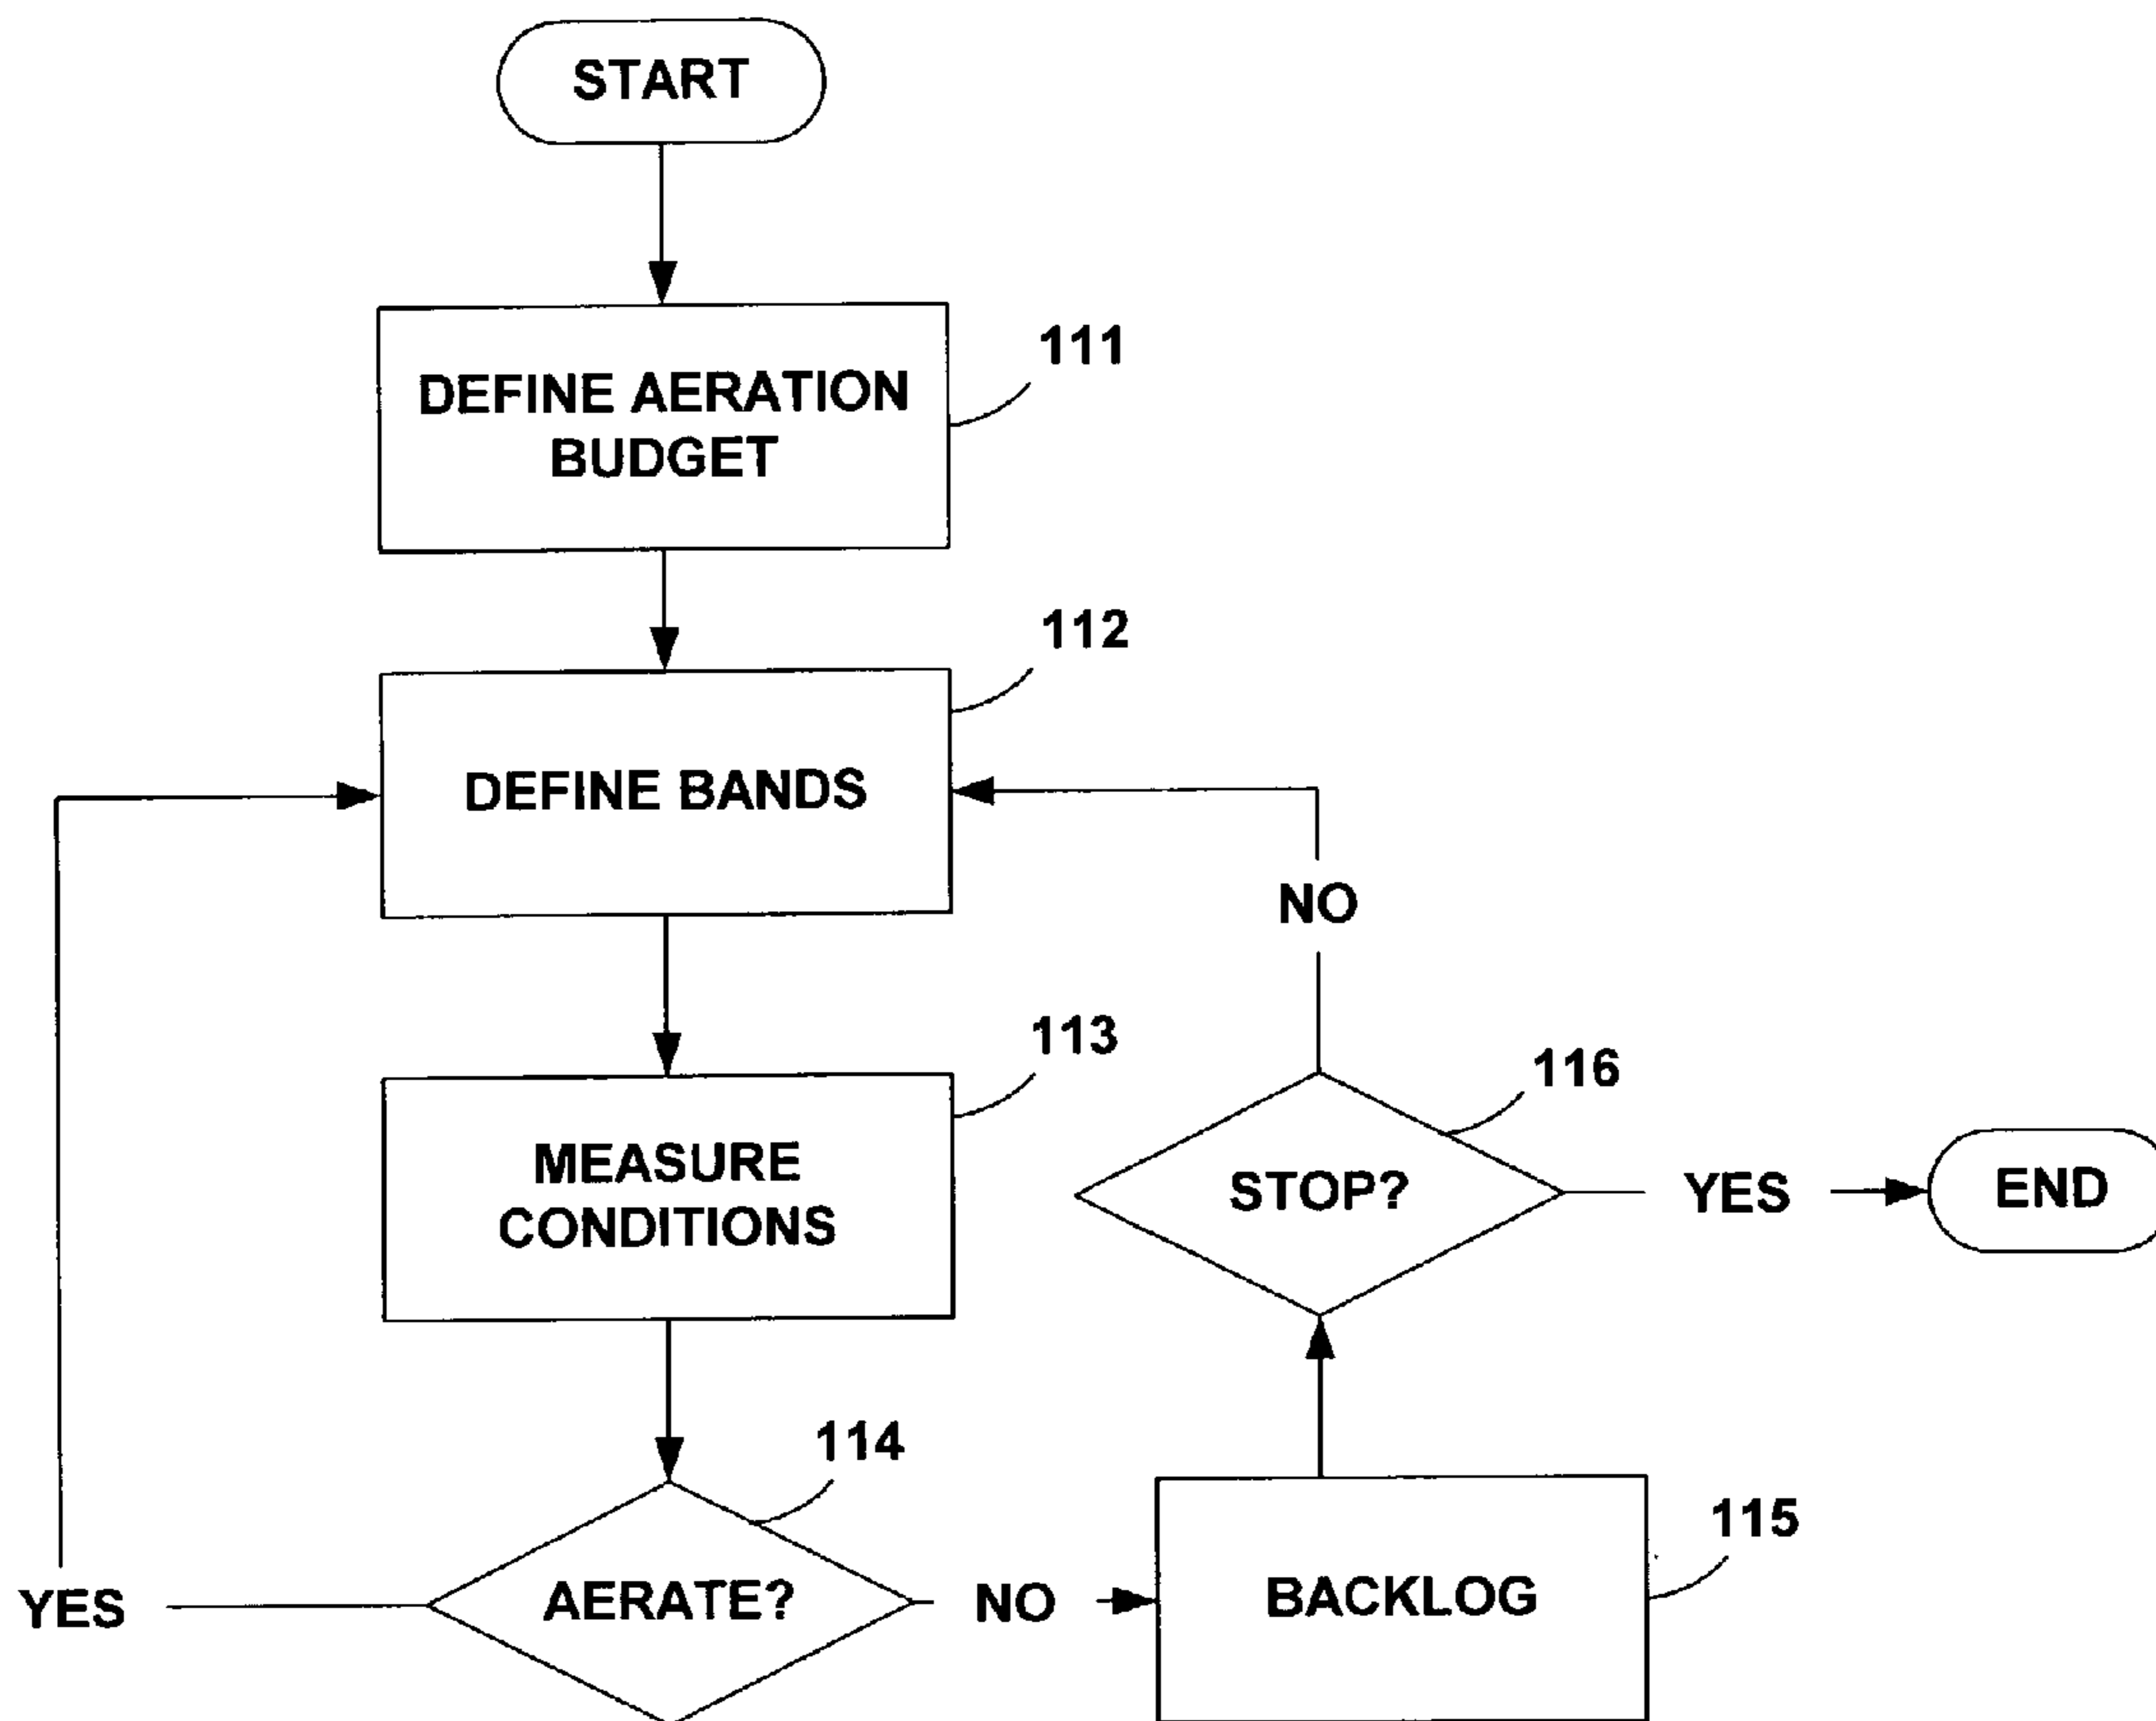 START
DEFINE AERATION
BUDGET
111
DEFINE BANDS
112
NO
MEASURE
CONDITIONS
113
STOP?
116
YES
END
AERATE?
114
YES
NO
BACKLOG
115